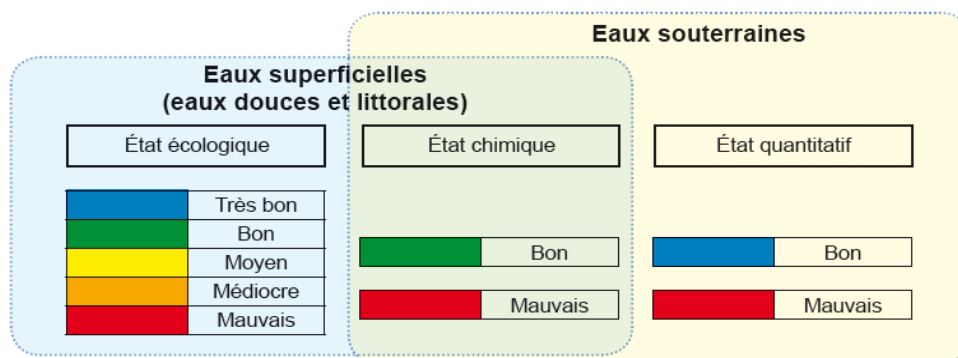 Eaux souterraines
Eaux superficielles
(eaux douces et littorales)
État écologique
État chimique
État quantitatif
Très bon
Bon
Moyen
Médiocre
Mauvais
Bon
Mauvais
Bon
Mauvais